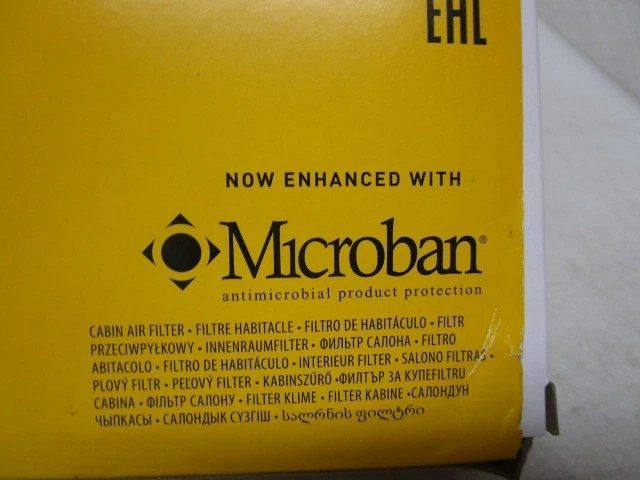 EAC
NOW ENHANCED WITH
Microban®
antimicrobial product protection
CABIN AIR FILTER • FILTRE HABITACLE • FILTRO DE HABITÁCULO • FILTR
PRZECIWPYŁKOWY • INNENRAUMFILTER • ФИЛЬТР САЛОНА • FILTRO
ABITACOLO • FILTRO DE HABITÁCULO • INTERIEUR FILTER • SALONO FILTRAS •
PLOVÝ FILTR • PEĽOVÝ FILTER • KABINSZŰRŐ •ФИЛТЪР ЗА КУПЕFILTRU
CABINA • ФІЛЬТР САЛОНУ • FILTER KLIME • FILTER KABINE •САЛОНДУН
ЧЫПКАСЫ • САЛОНДЫК СҮЗГІШ • სალონის ფილტრი